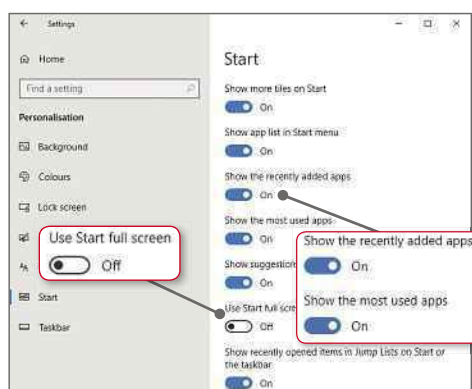 Settings
Home
Find a setting
Personalisation
Background
Colours
Lock screen
Start
Taskbar
Start
Show more tiles on Start
On
Show app list in Start menu
On
Show the recently added apps
On
Show the most used apps
On
Show suggestion
On
Use Start full scre
Off
Show recently opened items in Jump Lists on Start or
the taskbar
On
Use Start full screen
Off
Show the recently added apps
On
Show the most used apps
On